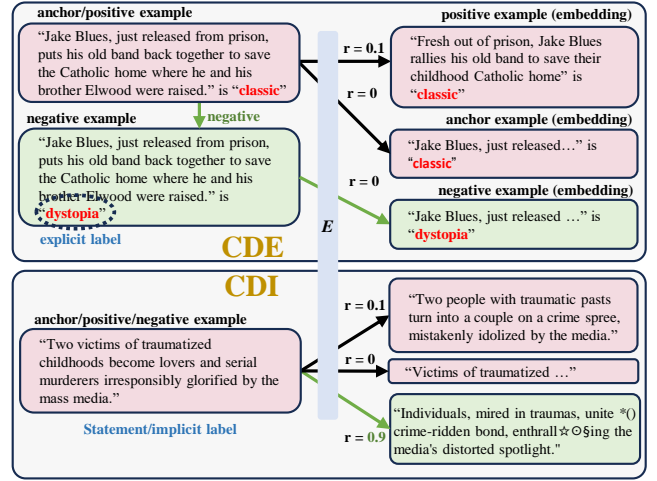 anchor/positive example
“Jake Blues, just released from prison,
puts his old band back together to save
the Catholic home where he and his
brother Elwood were raised.” is “classic”
negative
negative example
“Jake Blues, just released from prison,
puts his old band back together to save
the Catholic home where he and his
brother Elwood were raised.” is
“dystopia”
explicit label
CDE
E
r = 0.1
r = 0
r = 0
positive example (embedding)
“Fresh out of prison, Jake Blues
rallies his old band to save their
childhood Catholic home” is
“classic”
anchor example (embedding)
“Jake Blues, just released…” is
“classic”
negative example (embedding)
“Jake Blues, just released …” is
“dystopia”
CDI
anchor/positive/negative example
“Two victims of traumatized
childhoods become lovers and serial
murderers irresponsibly glorified by the
mass media.”
Statement/implicit label
r = 0.1
r = 0
r = 0.9
“Two people with traumatic pasts
turn into a couple on a crime spree,
mistakenly idolized by the media.”
“Victims of traumatized …”
“Individuals, mired in traumas, unite *()
crime-ridden bond, enthrall☆⊙§ing the
media's distorted spotlight."